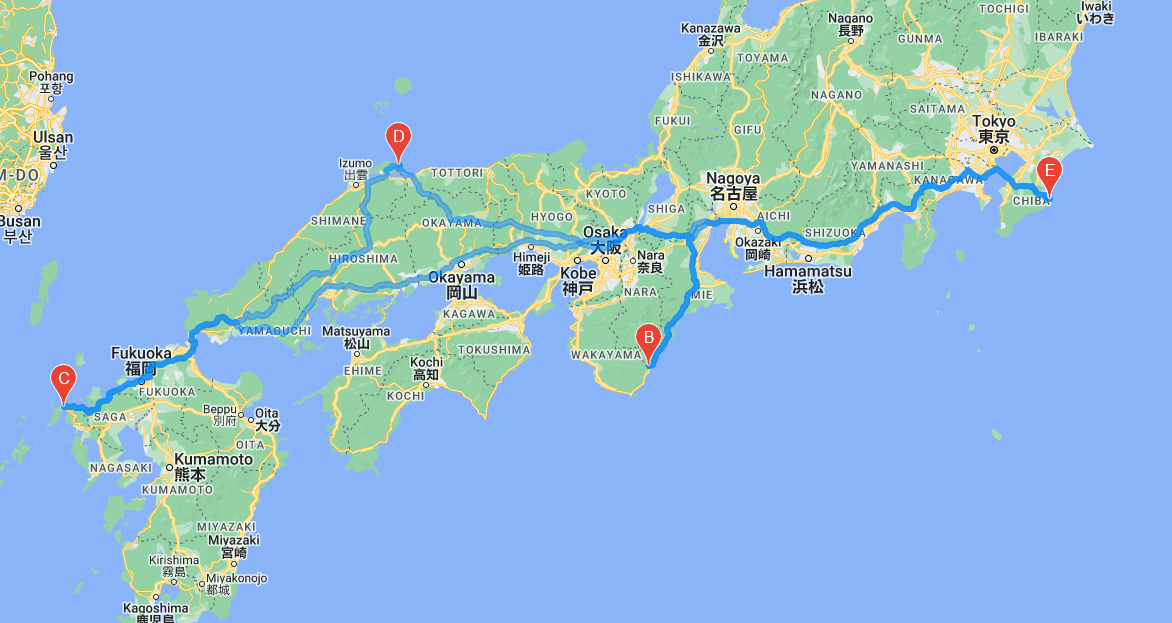 Iwaki
いわき
TOCHIGI
Nagano
長野
Kanazawa
金沢
GUNMA
IBARAKI
TOYAMA
ISHIKAWA
Pohang
포항
NAGANO
SAITAMA
Tokyo
東京
FUKUI
GIFU
Ulsan
울산
D
Izumo
出雲
TOTTORI
YAMANASHI
E
KANAGAWA
M-DO
Nagoya
名古屋
KYOTO
CHIBA
Busan
부산
SHIGA
SHIMANE
OKAYAMA
HYOGO
AICHI
Osaka
大阪
SHIZUOKA
Okazaki
岡崎
HIROSHIMA
Himeji
姫路
Nara
奈良
Kobe
神戸
Okayama
岡山
Hamamatsu
浜松
NARA
MIE
KAGAWA
YAMAGUCHI
Matsuyama
松山
B
Fukuoka
福岡
TOKUSHIMA
WAKAYAMA
EHIME
Kochi
高知
C
FUKUOKA
KOCHI
SAGA
Beppu
別府
Oita
大分
OITA
NAGASAKI
Kumamoto
熊本
KUMAMOTO
MIYAZAKI
Miyazaki
宮崎
Kirishima
霧島
Miyakonojo
都城
Kagoshima
鹿児島